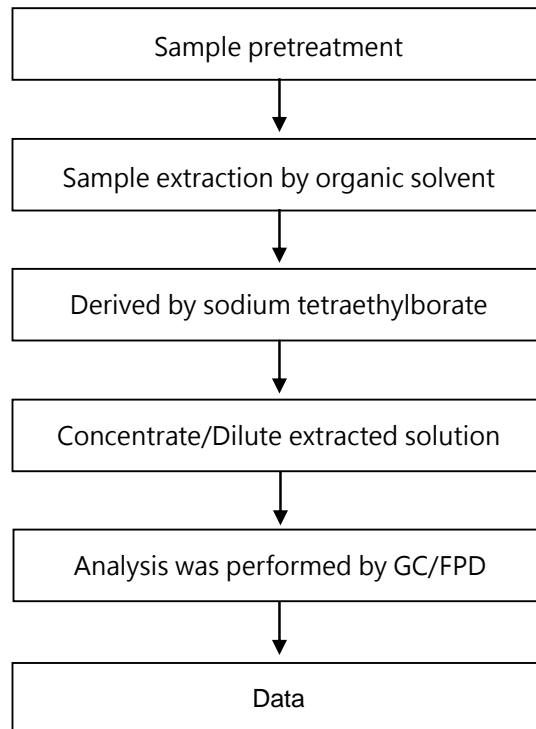 Sample pretreatment
Sample extraction by organic solvent
Derived by sodium tetraethylborate
Concentrate/Dilute extracted solution
Analysis was performed by GC/FPD
Data